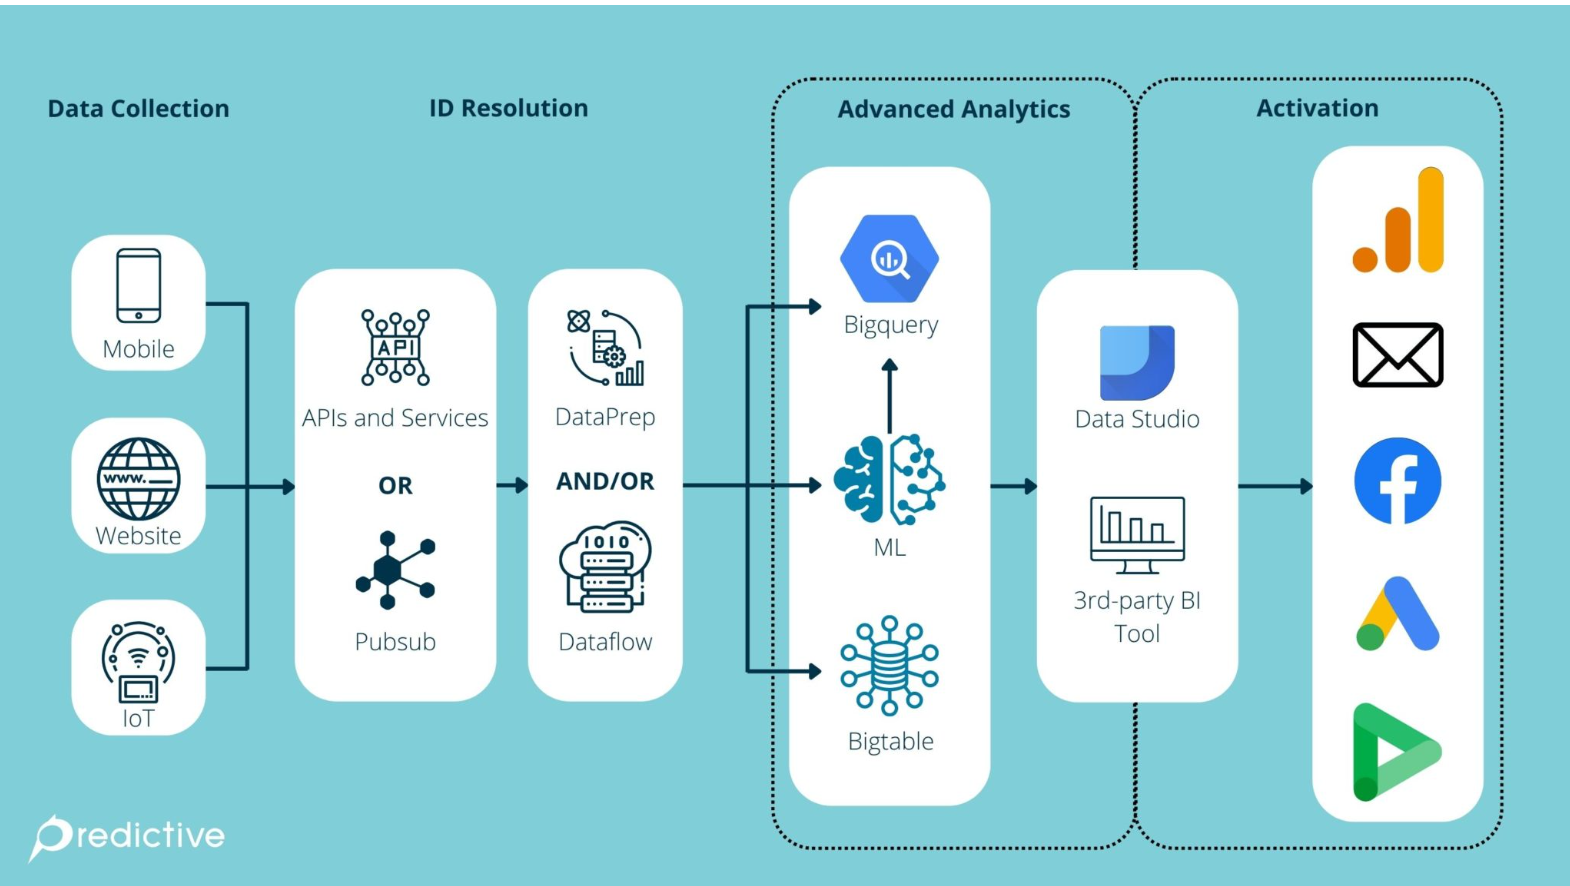 Data Collection
ID Resolution
Advanced Analytics
Activation
Mobile
www.
Website
IoT
API
APIs and Services
OR
Pubsub
DataPrep
AND/OR
1010
Dataflow
Bigquery
ML
Bigtable
Data Studio
3rd-party BI
Tool
Predictive